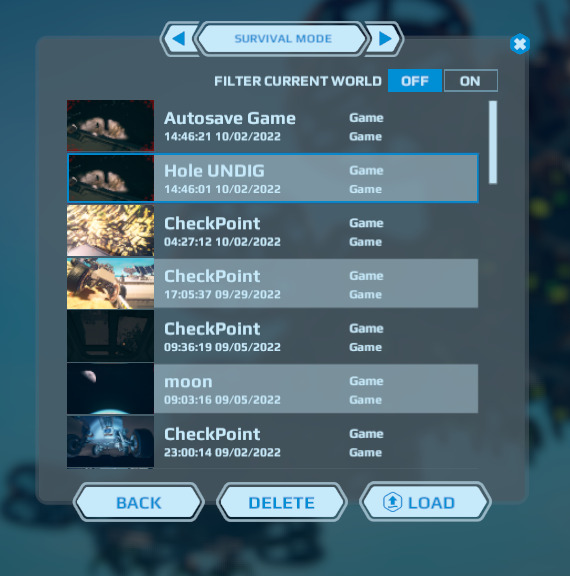 SURVIVAL MODE
FILTER CURRENT WORLD OFF ON
Autosave Game Game
14:46:21 10/02/2022 Game
Hole UNDIG Game
14:46:01 10/02/2022 Game
CheckPoint Game
04:27:12 10/02/2022 Game
CheckPoint Game
17:05:37 09/29/2022 Game
CheckPoint Game
09:36:19 09/05/2022 Game
moon Game
09:03:16 09/05/2022 Game
CheckPoint Game
23:00:14 09/02/2022 Game
BACK DELETE LOAD